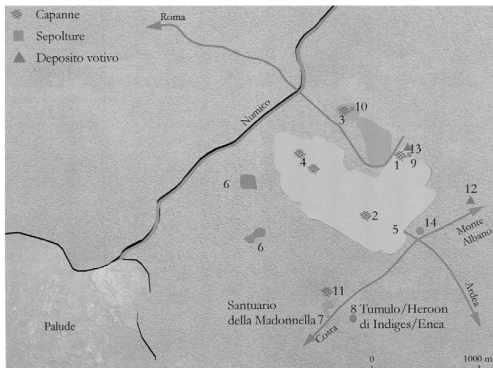 Capanne
Sepolture
Deposito votivo
Roma
Numico
3
10
4
13
1
9
6
12
2
5
14
Monte
Albano
6
11
Santuario
della Madonnella
7
8 Tumulo/Heroon
di Indiges/Enea
Costa
Ardea
Palude
0
1000 m